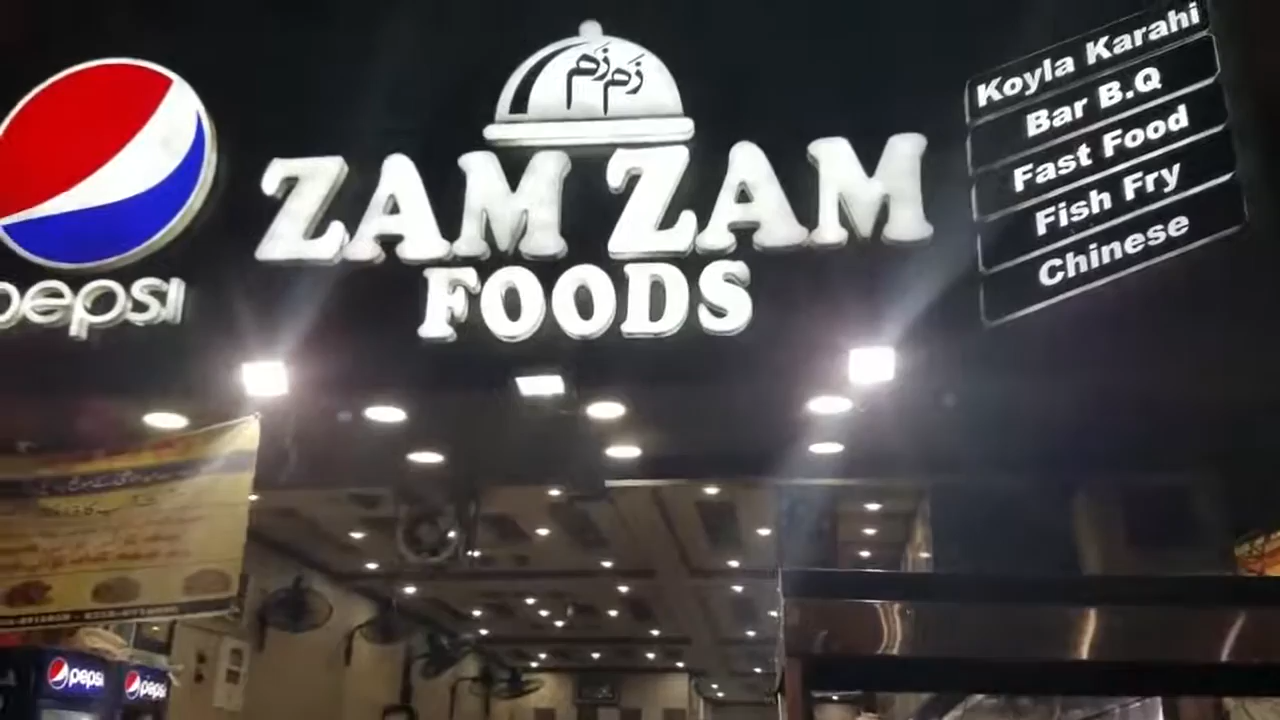 زم زم
ZAM ZAM
FOODS
pepsi
Koyla Karahi
Bar B.Q
Fast Food
Fish Fry
Chinese
pepsi
pepsi